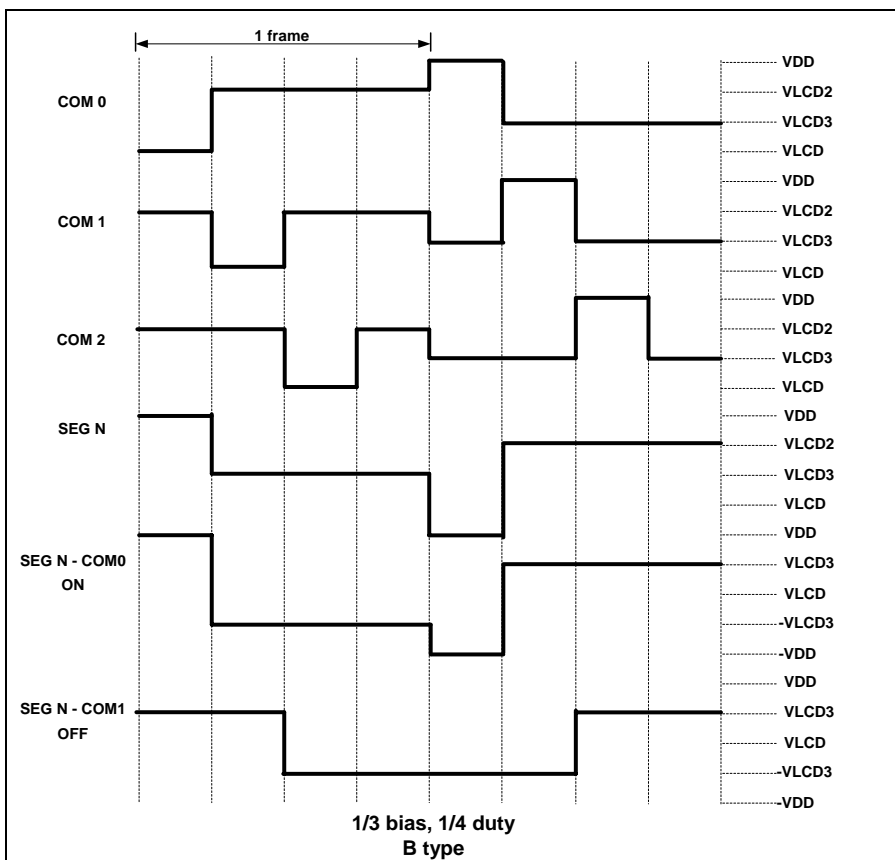 1 frame
COM 0
VDD
VLCD2
VLCD3
VLCD
COM 1
VDD
VLCD2
VLCD3
VLCD
COM 2
VDD
VLCD2
VLCD3
VLCD
SEG N
VDD
VLCD2
VLCD3
VLCD
SEG N - COM0
ON
VDD
VLCD3
VLCD
-VLCD3
-VDD
SEG N - COM1
OFF
VDD
VLCD3
VLCD
-VLCD3
-VDD
1/3 bias, 1/4 duty
B type